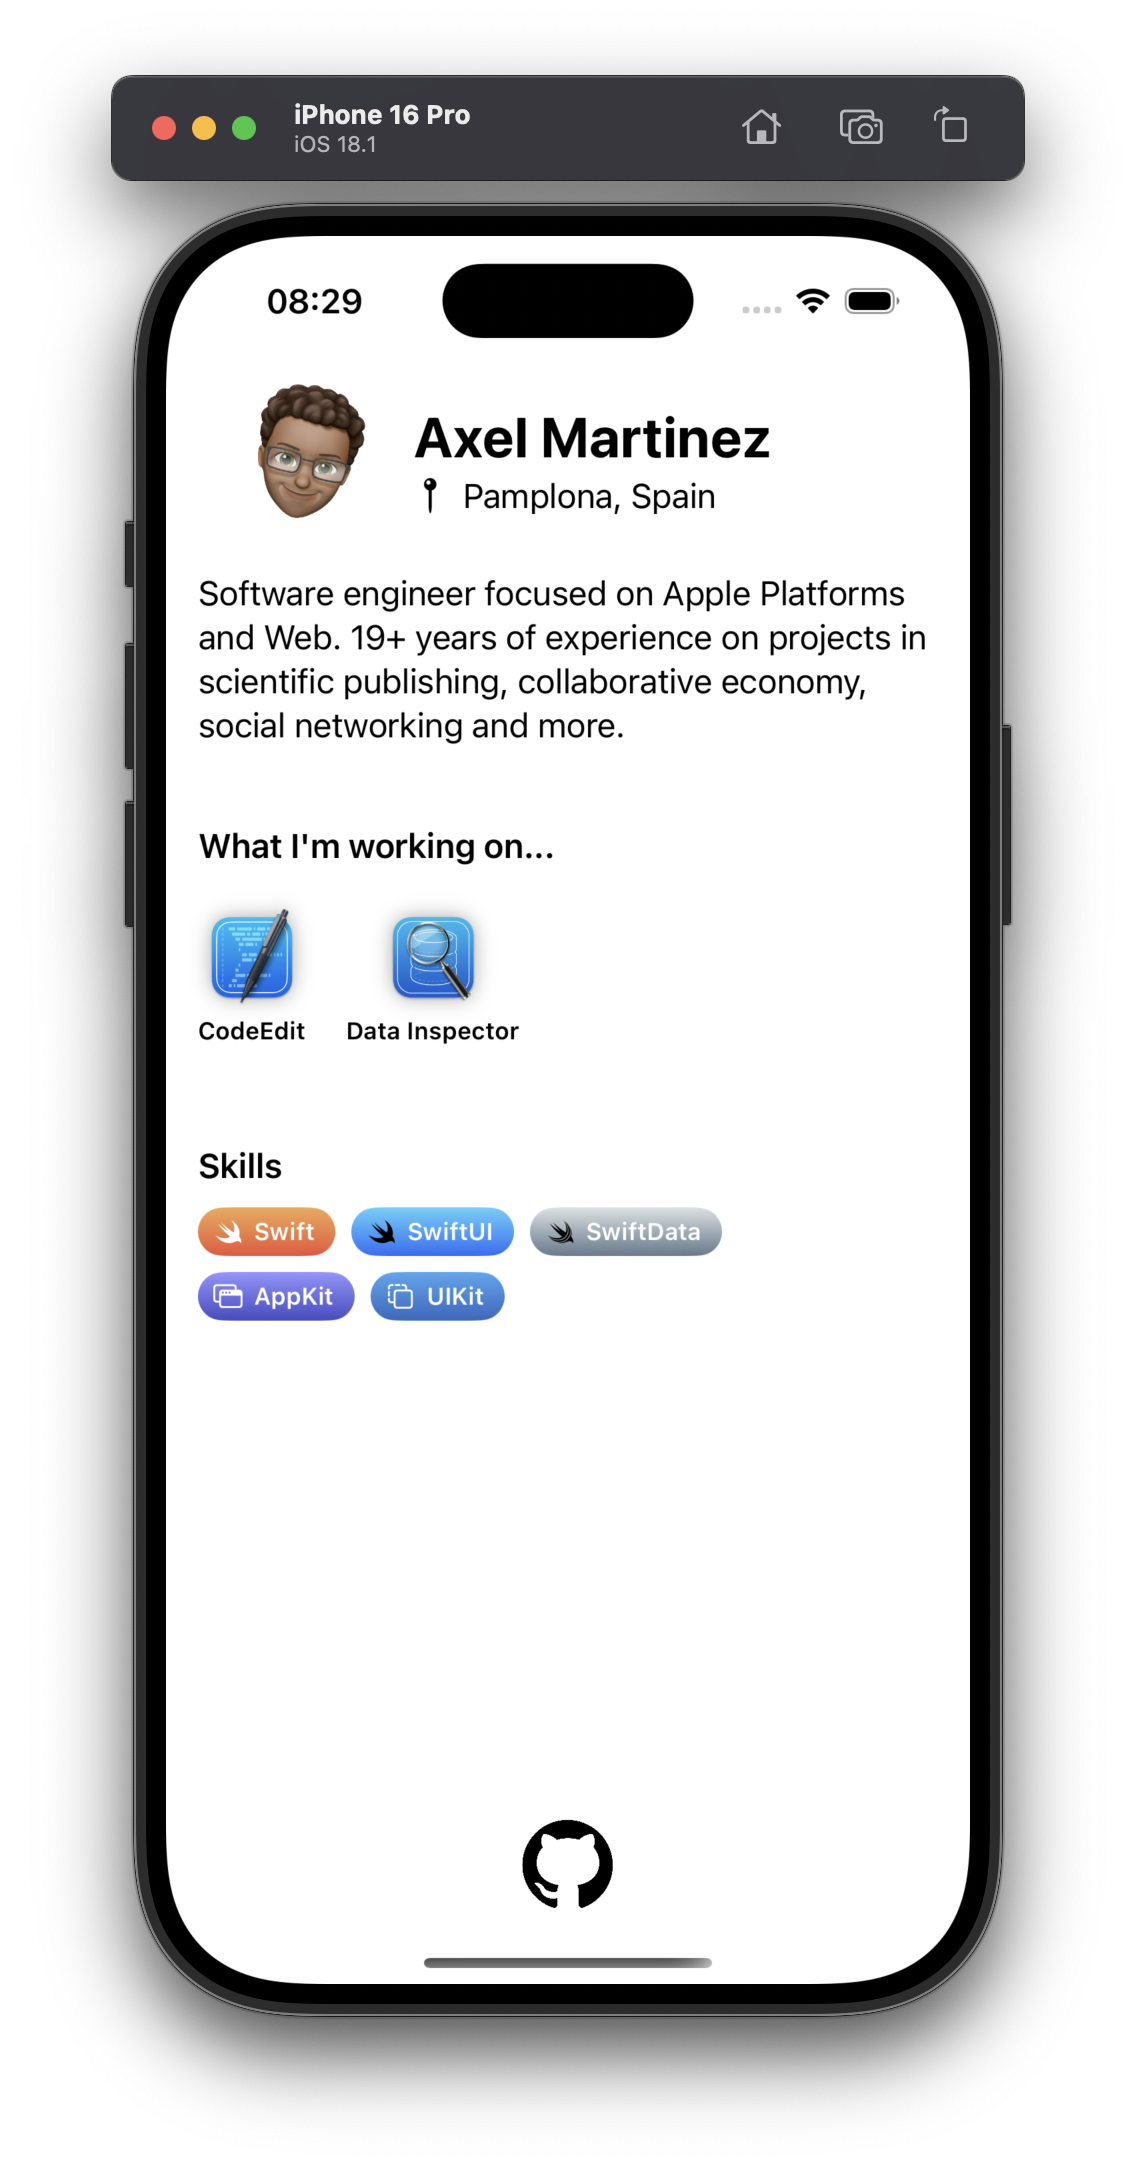 iPhone 16 Pro
iOS 18.1
08:29
Axel Martinez
Pamplona, Spain
Software engineer focused on Apple Platforms
and Web. 19+ years of experience on projects in
scientific publishing, collaborative economy,
social networking and more.
What I'm working on...
CodeEdit Data Inspector
Skills
Swift SwiftUI SwiftData
AppKit UIKit